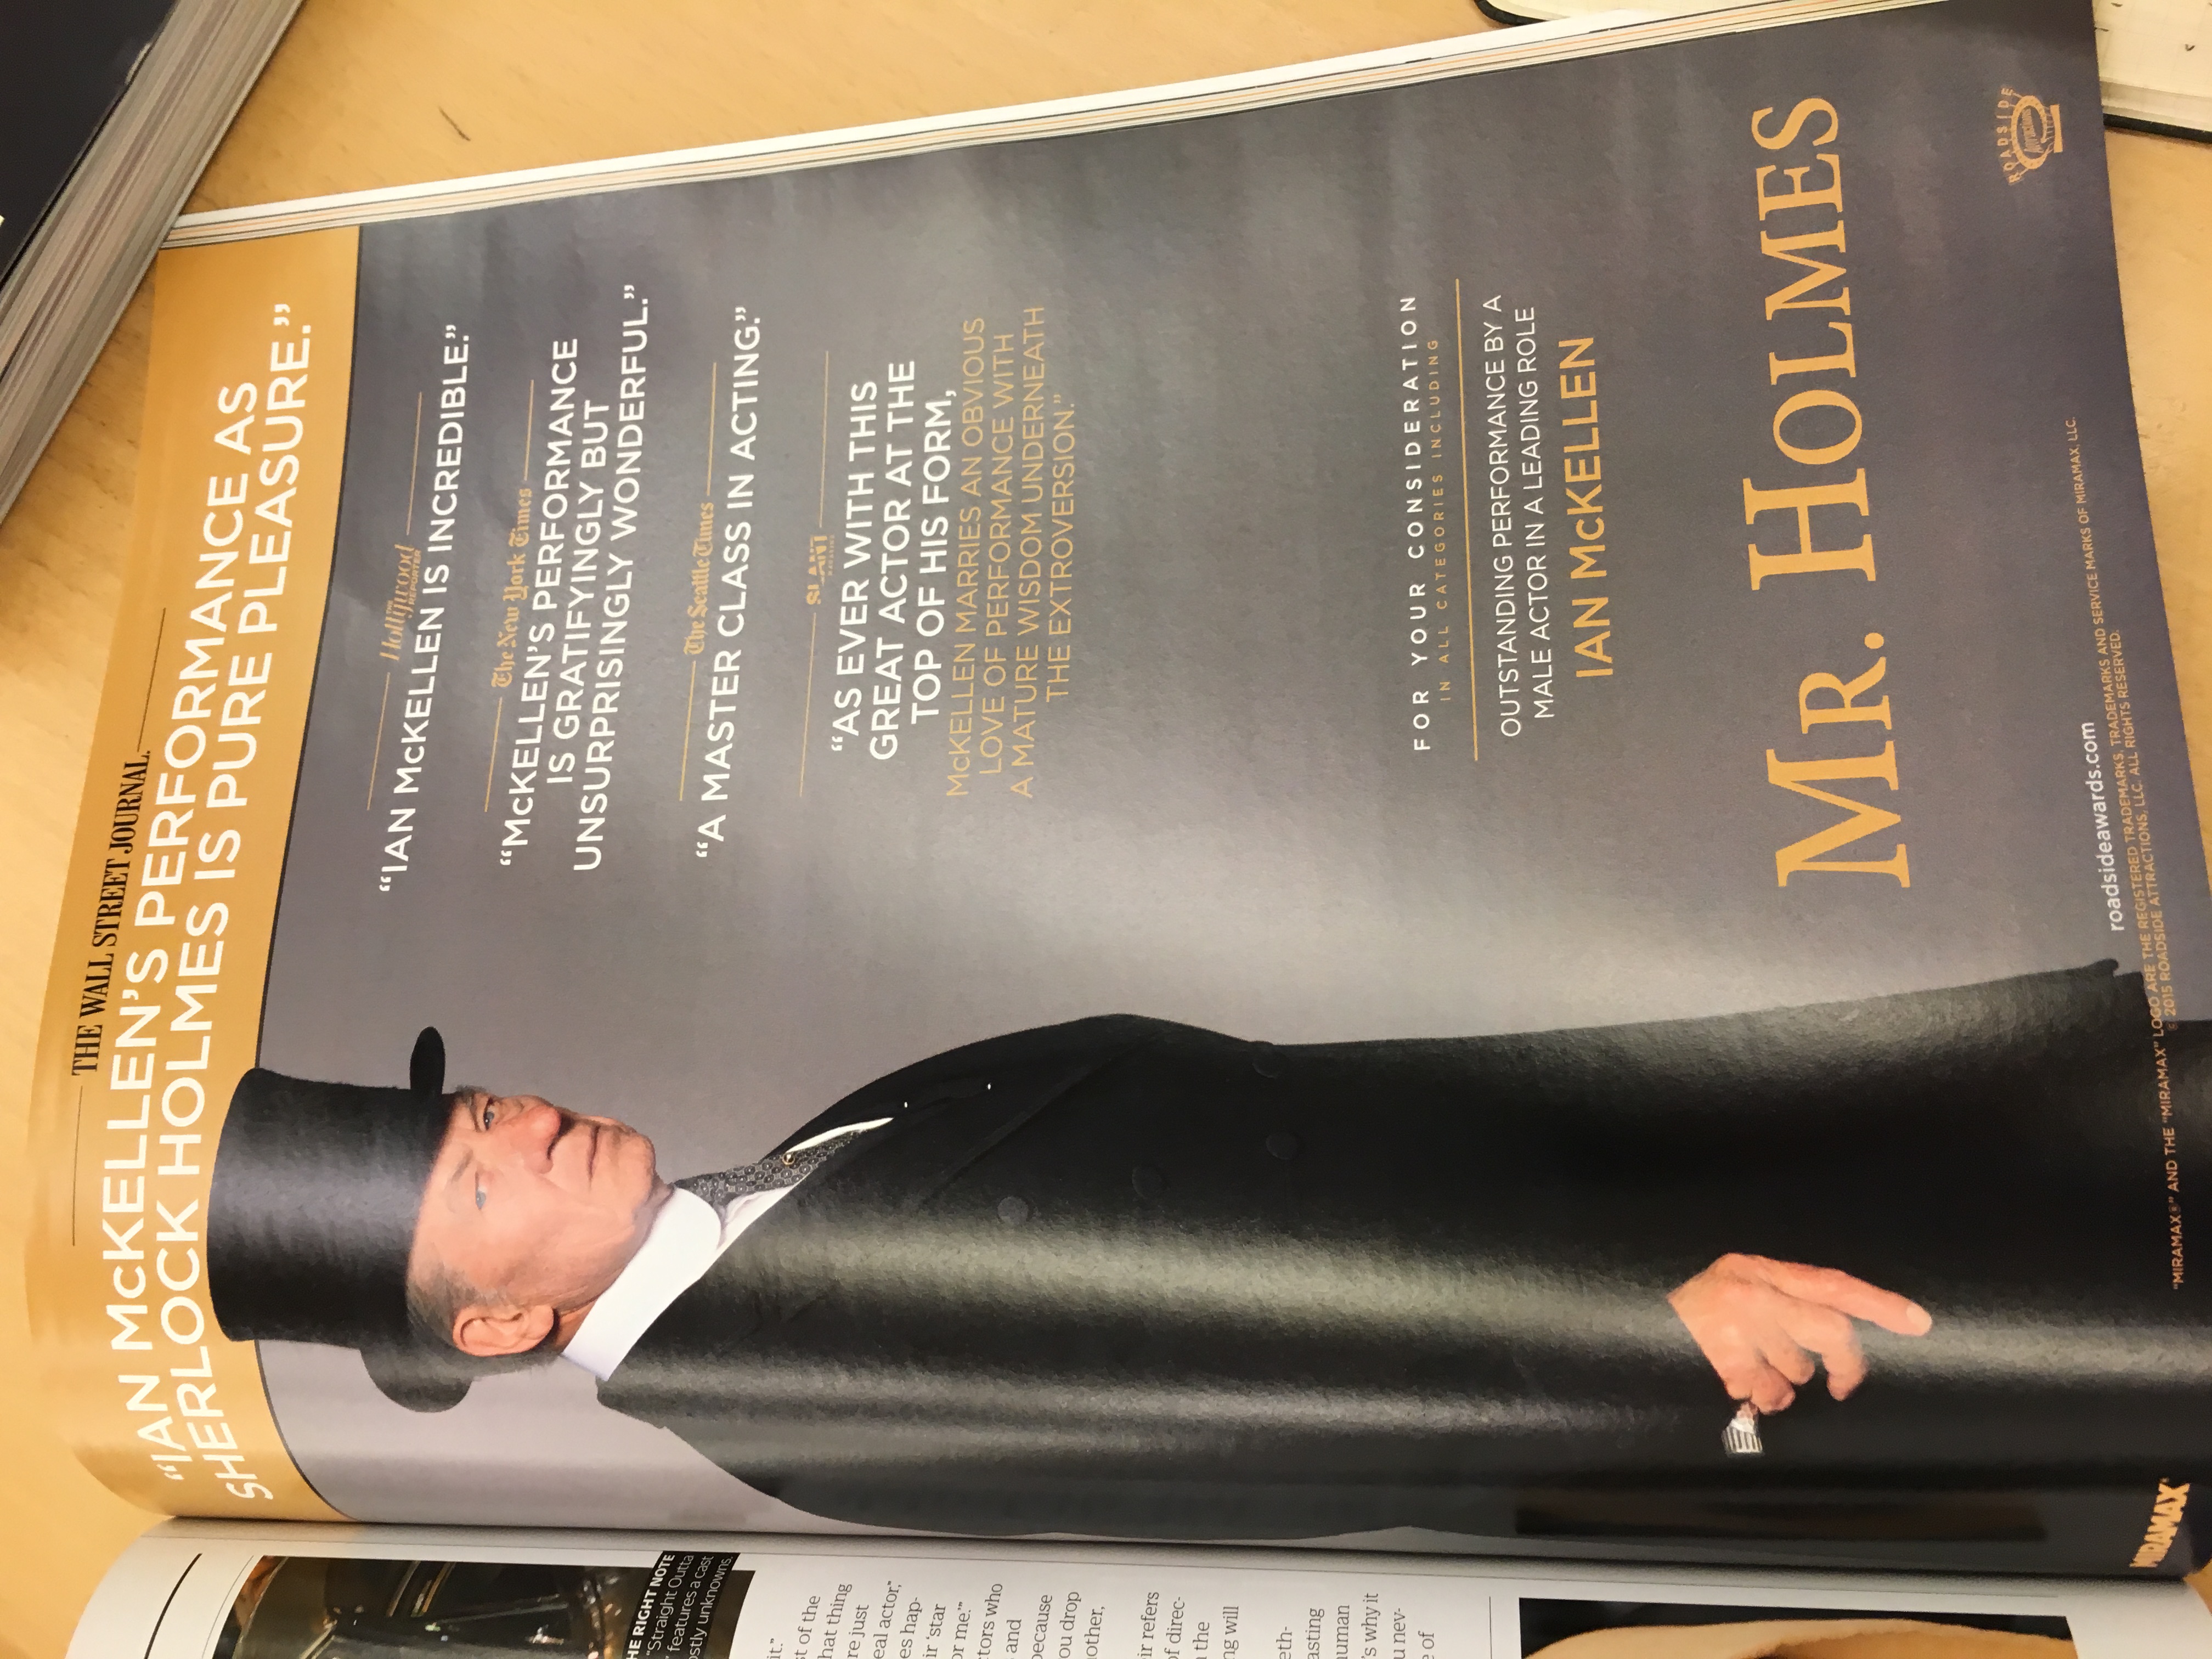 HE RIGHT NOTE
"Straight Outta
" features a cast
ostly unknowns.
it."
st of the
hat thing
re just
eal actor,"
es hap-
ir 'star
or me.'"
ctors who
and
because
ou drop
other,
ir refers
of direc-
the
ng will
eth-
asting
human
's why it
u nev-
e of
THE WALL STREET JOURNAL.
"IAN McKELLEN'S PERFORMANCE AS
SHERLOCK HOLMES IS PURE PLEASURE."
THE Hollywood REPORTER
"IAN McKELLEN IS INCREDIBLE."
The New York Times
"McKELLEN'S PERFORMANCE
IS GRATIFYINGLY BUT
UNSURPRISINGLY WONDERFUL."
The Seattle Times
"A MASTER CLASS IN ACTING."
SLANT
MAGAZINE
"AS EVER WITH THIS
GREAT ACTOR AT THE
TOP OF HIS FORM,
McKELLEN MARRIES AN OBVIOUS
LOVE OF PERFORMANCE WITH
A MATURE WISDOM UNDERNEATH
THE EXTROVERSION."
FOR YOUR CONSIDERATION
IN ALL CATEGORIES INCLUDING
OUTSTANDING PERFORMANCE BY A
MALE ACTOR IN A LEADING ROLE
IAN McKELLEN
MR. HOLMES
ROADSIDE
Attractions
roadsideawards.com
MIRAMAX®
"MIRAMAX®" AND THE "MIRAMAX" LOGO ARE THE REGISTERED TRADEMARKS, TRADEMARKS AND SERVICE MARKS OF MIRAMAX, LLC.
© 2015 ROADSIDE ATTRACTIONS, LLC. ALL RIGHTS RESERVED.